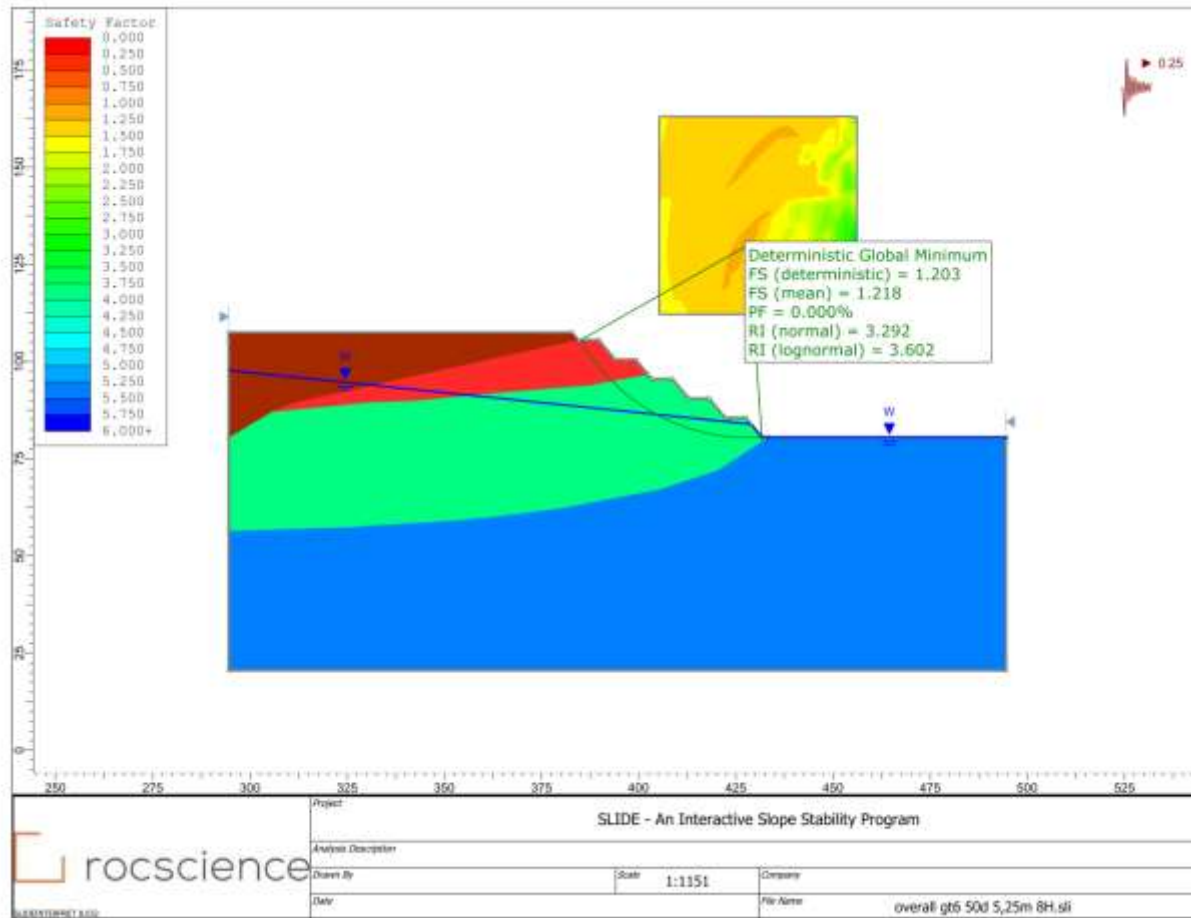 Safety Factor
0.000
0.250
0.500
0.750
1.000
1.500
1.750
2.000
2.250
2.500
2.750
3.000
3.250
3.500
3.750
4.000
4.250
4.500
4.750
5.000
5.250
5.500
5.750
6.000+
0.25
Deterministic Global Minimum
FS (deterministic) = 1.203
FS (mean) = 1.218
PF = 0.000%
RI (normal) = 3.292
RI (lognormal) = 3.602
W
W
175
150
125
100
75
50
25
0
250 275 300 325 350 375 400 425 450 475 500 525
rocscience
SLIDEINTERPRET 8.032
Project
SLIDE - An Interactive Slope Stability Program
Analysis Description
Drawn By
Scale 1:1151
Company
Date
File Name overall gt6 50d 5,25m 8H.sli